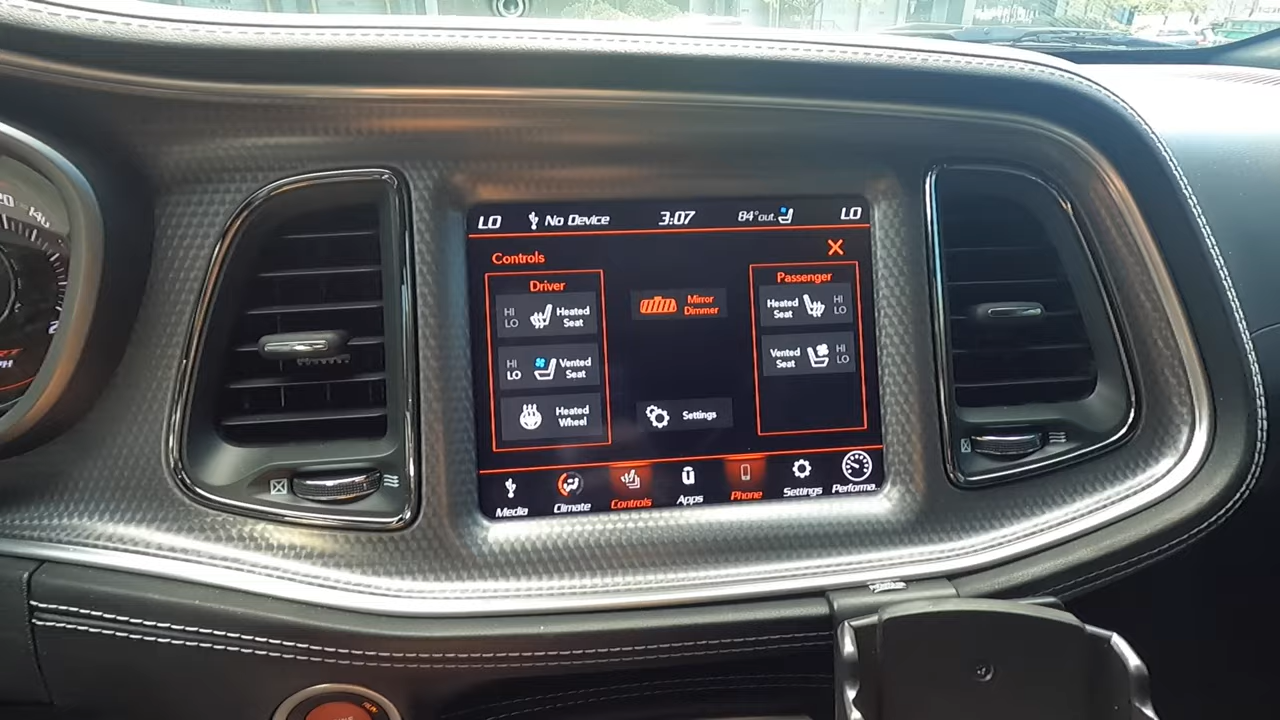 LO
No Device
3:07
84°out.
LO
Controls
Driver
HI
LO
Heated
Seat
HI
LO
Vented
Seat
Heated
Wheel
Mirror
Dimmer
Settings
Passenger
Heated
Seat
HI
LO
Vented
Seat
HI
LO
Media
Climate
Controls
Apps
Phone
Settings
Performa..
140